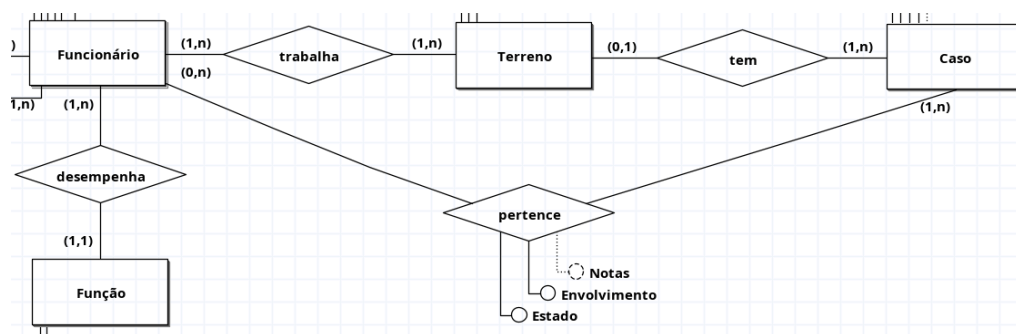 )
Funcionário
(1,n)
trabalha
(1,n)
Terreno
(0,1)
tem
(1,n)
Caso
(0,n)
1,n)
(1,n)
(1,n)
desempenha
pertence
(1,1)
Função
Notas
Envolvimento
Estado